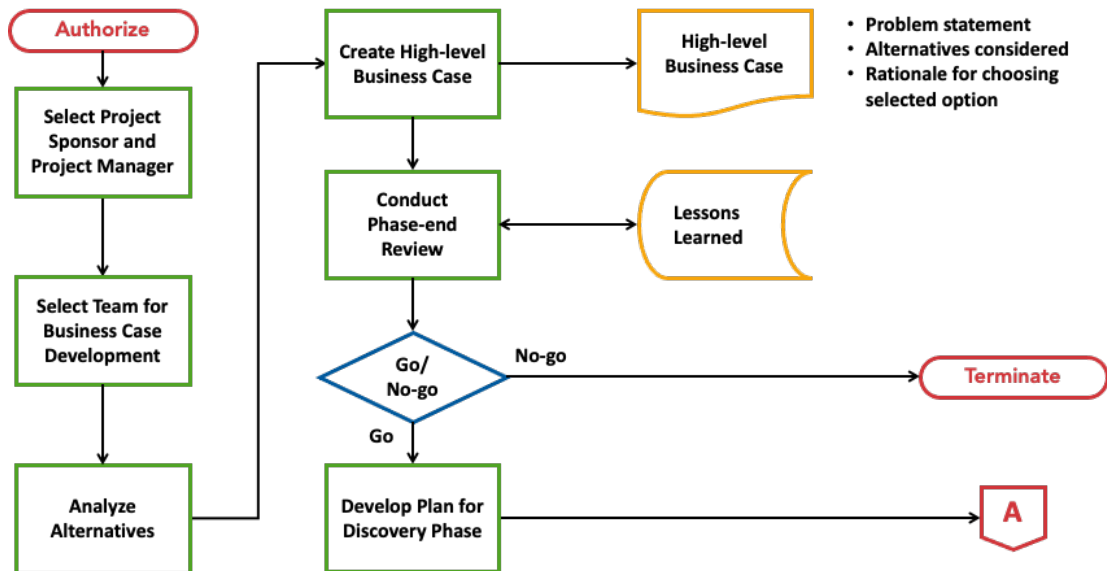 Authorize
Select Project
Sponsor and
Project Manager
Select Team for
Business Case
Development
Analyze
Alternatives
Create High-level
Business Case
High-level
Business Case
• Problem statement
• Alternatives considered
• Rationale for choosing
selected option
Conduct
Phase-end
Review
Lessons
Learned
Go/
No-go
No-go
Terminate
Go
Develop Plan for
Discovery Phase
A